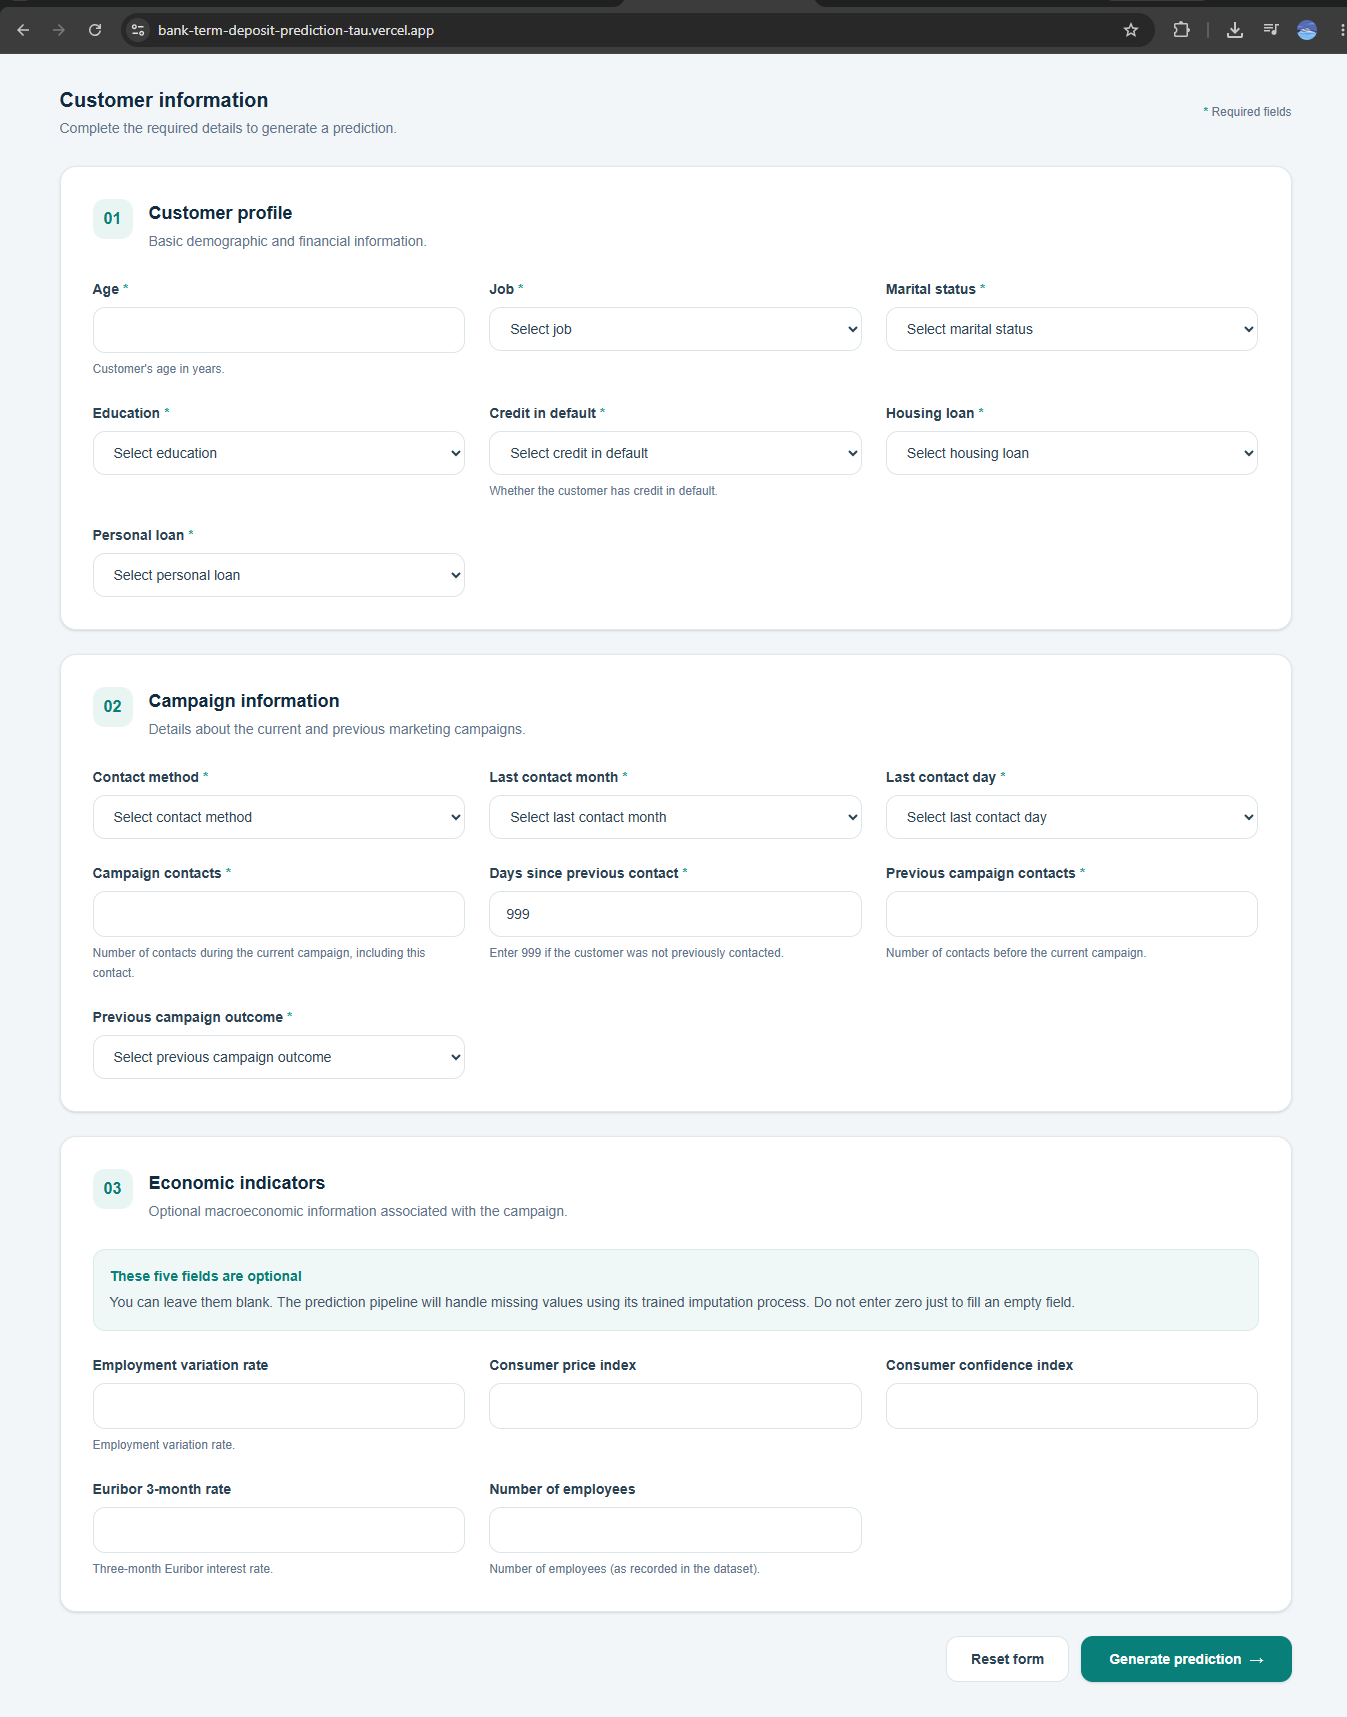 bank-term-deposit-prediction-tau.vercel.app
Customer information
Complete the required details to generate a prediction.
* Required fields
01
Customer profile
Basic demographic and financial information.
Age *
Job *
Marital status *
Select job
Select marital status
Customer's age in years.
Education *
Credit in default *
Housing loan *
Select education
Select credit in default
Select housing loan
Whether the customer has credit in default.
Personal loan *
Select personal loan
02
Campaign information
Details about the current and previous marketing campaigns.
Contact method *
Last contact month *
Last contact day *
Select contact method
Select last contact month
Select last contact day
Campaign contacts *
Days since previous contact *
Previous campaign contacts *
999
Number of contacts during the current campaign, including this
contact.
Enter 999 if the customer was not previously contacted.
Number of contacts before the current campaign.
Previous campaign outcome *
Select previous campaign outcome
03
Economic indicators
Optional macroeconomic information associated with the campaign.
These five fields are optional
You can leave them blank. The prediction pipeline will handle missing values using its trained imputation process. Do not enter zero just to fill an empty field.
Employment variation rate
Consumer price index
Consumer confidence index
Employment variation rate.
Euribor 3-month rate
Number of employees
Three-month Euribor interest rate.
Number of employees (as recorded in the dataset).
Reset form
Generate prediction →